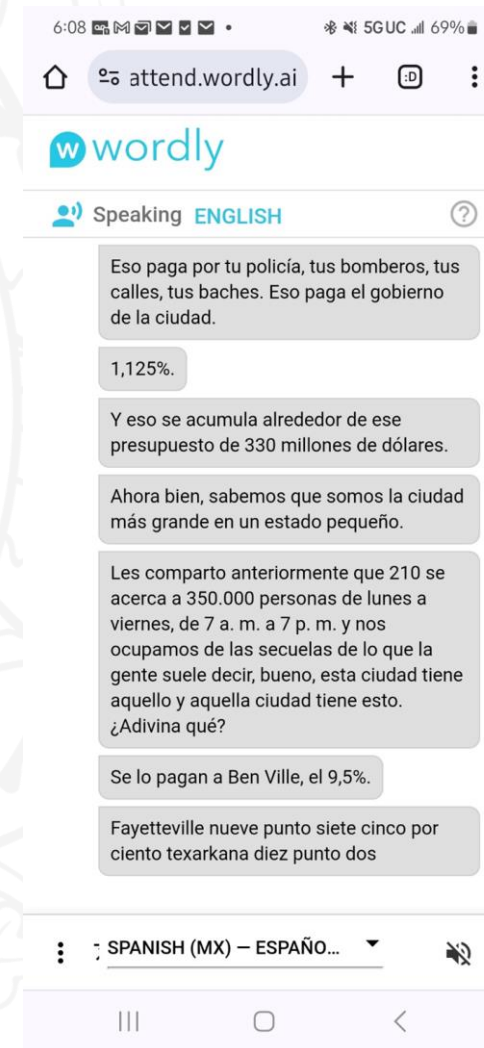 6:08
5G UC 69%
attend.wordly.ai
:D
w wordly
Speaking ENGLISH
?
Eso paga por tu policía, tus bomberos, tus
calles, tus baches. Eso paga el gobierno
de la ciudad.
1,125%.
Y eso se acumula alrededor de ese
presupuesto de 330 millones de dólares.
Ahora bien, sabemos que somos la ciudad
más grande en un estado pequeño.
Les comparto anteriormente que 210 se
acerca a 350.000 personas de lunes a
viernes, de 7 a. m. a 7 p. m. y nos
ocupamos de las secuelas de lo que la
gente suele decir, bueno, esta ciudad tiene
aquello y aquella ciudad tiene esto.
¿Adivina qué?
Se lo pagan a Ben Ville, el 9,5%.
Fayetteville nueve punto siete cinco por
ciento texarkana diez punto dos
SPANISH (MX) — ESPAÑO...